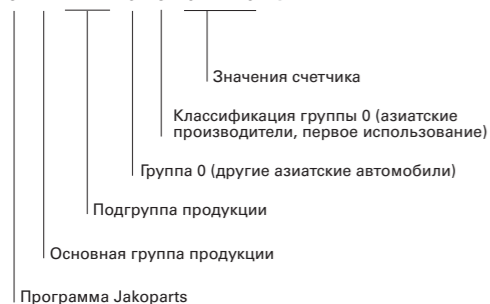 Значения счетчика
Классификация группы 0 (азиатские
производители, первое использование)
Группа 0 (другие азиатские автомобили)
Подгруппа продукции
Основная группа продукции
Программа Jakoparts